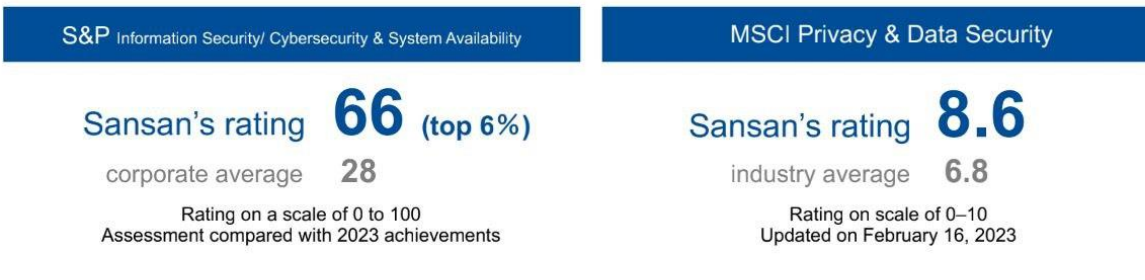 S&P Information Security/ Cybersecurity & System Availability
Sansan's rating 66 (top 6%)
corporate average 28
Rating on a scale of 0 to 100
Assessment compared with 2023 achievements
MSCI Privacy & Data Security
Sansan's rating 8.6
industry average 6.8
Rating on scale of 0–10
Updated on February 16, 2023